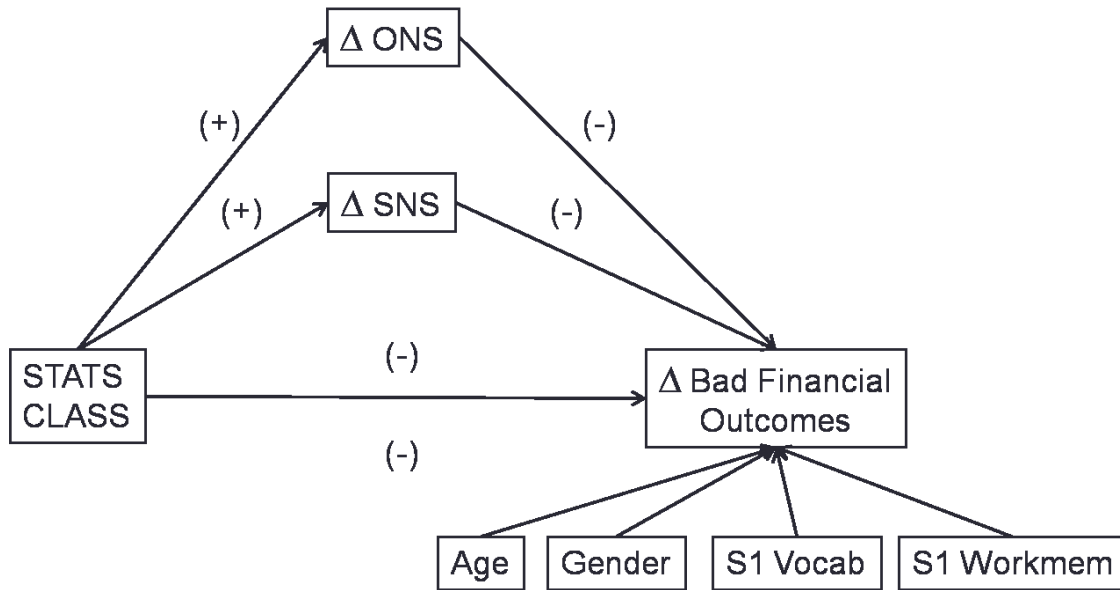 Δ ONS
(+)
(-)
Δ SNS
(+)
(-)
STATS
CLASS
(-)
(-)
Δ Bad Financial
Outcomes
Age
Gender
S1 Vocab
S1 Workmem